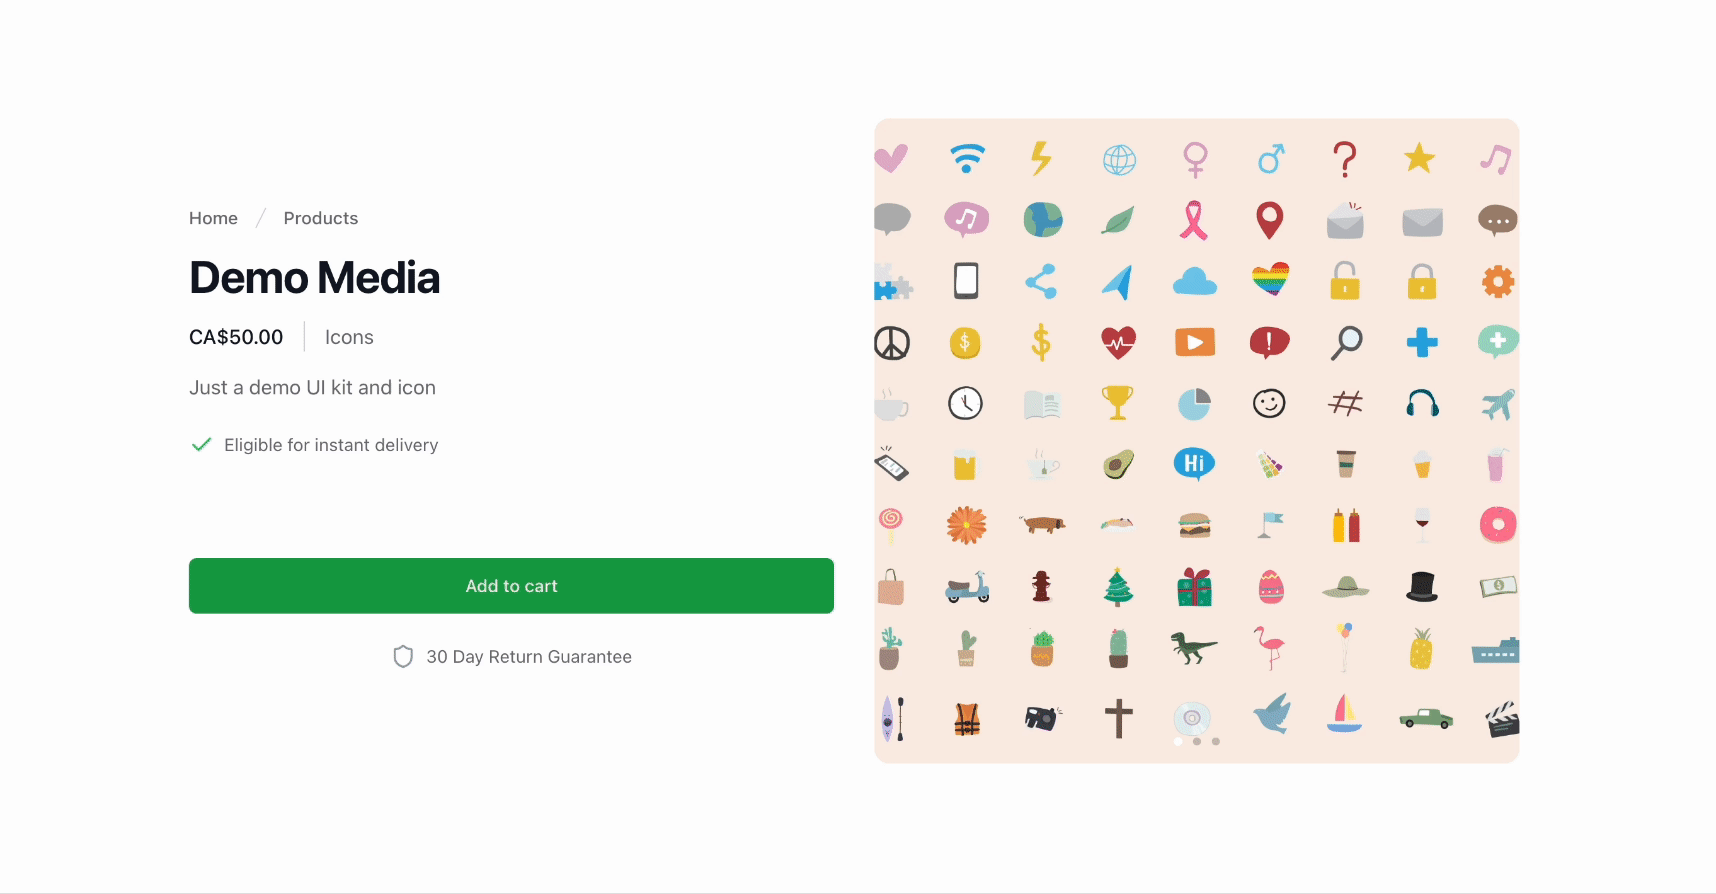 Home / Products
Demo Media
CA$50.00
Icons
Just a demo UI kit and icon
Eligible for instant delivery
Add to cart
30 Day Return Guarantee
?
$
$
!
#
Hi
$